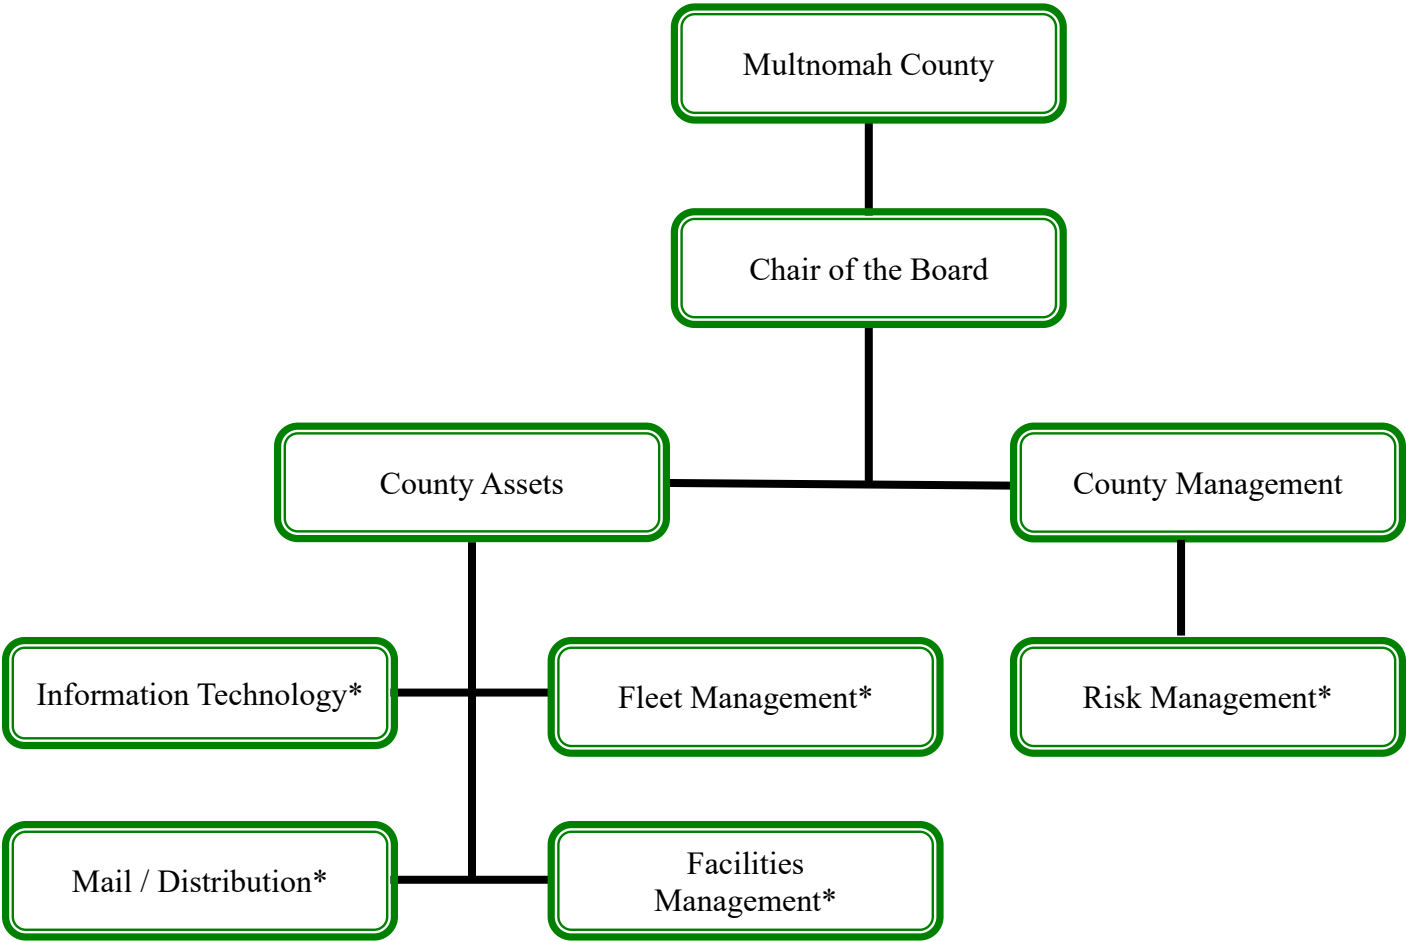 Multnomah County
Chair of the Board
County Assets
County Management
Information Technology*
Fleet Management*
Risk Management*
Mail / Distribution*
Facilities
Management*